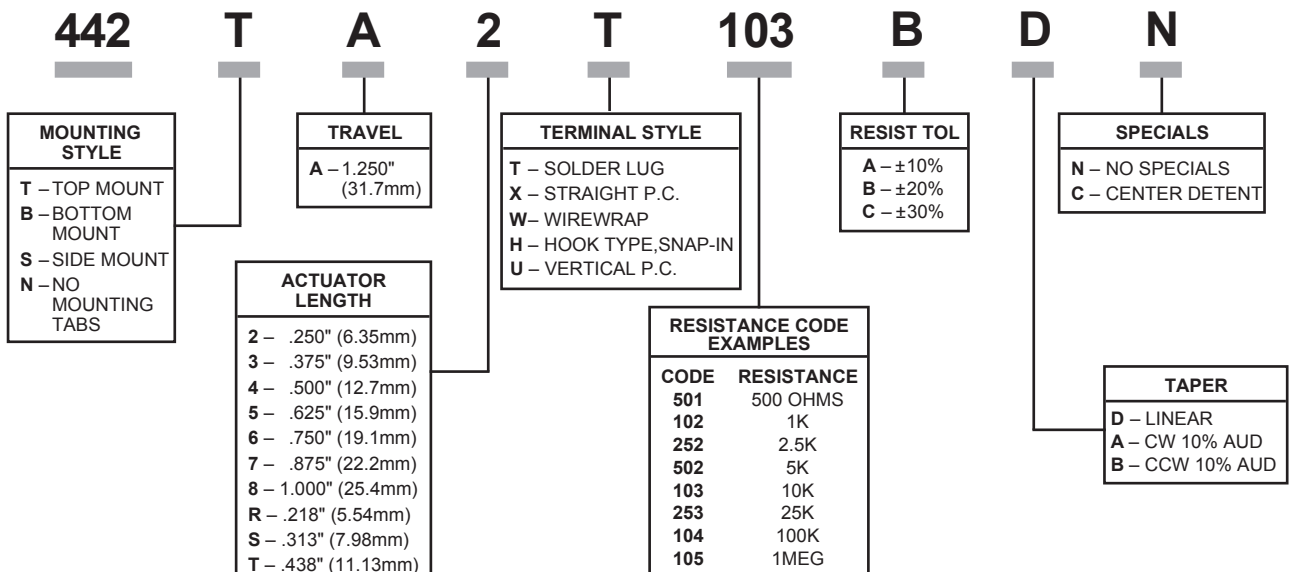 442 T A 2 T 103 B D N
MOUNTING
STYLE
T – TOP MOUNT
B – BOTTOM
MOUNT
S – SIDE MOUNT
N – NO
MOUNTING
TABS
TRAVEL
A – 1.250"
(31.7mm)
ACTUATOR
LENGTH
2 – .250" (6.35mm)
3 – .375" (9.53mm)
4 – .500" (12.7mm)
5 – .625" (15.9mm)
6 – .750" (19.1mm)
7 – .875" (22.2mm)
8 – 1.000" (25.4mm)
R – .218" (5.54mm)
S – .313" (7.98mm)
T – .438" (11.13mm)
TERMINAL STYLE
T – SOLDER LUG
X – STRAIGHT P.C.
W– WIREWRAP
H – HOOK TYPE,SNAP-IN
U – VERTICAL P.C.
RESISTANCE CODE
EXAMPLES
CODE RESISTANCE
501 500 OHMS
102 1K
252 2.5K
502 5K
103 10K
253 25K
104 100K
105 1MEG
RESIST TOL
A – ±10%
B – ±20%
C – ±30%
SPECIALS
N – NO SPECIALS
C – CENTER DETENT
TAPER
D – LINEAR
A – CW 10% AUD
B – CCW 10% AUD